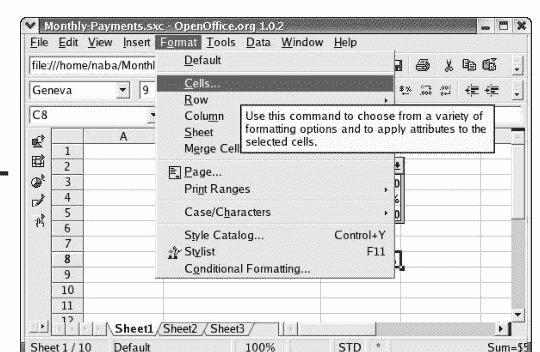 Monthly-Payments.sxc - OpenOffice.org 1.0.2
File Edit View Insert Format Tools Data Window Help
file:///home/naba/Monthl
Default
Geneva 9
Cells...
C8
Row
Column
Use this command to choose from a variety of
formatting options and to apply attributes to the
selected cells.
Sheet
Merge Cell
A
1
2
3
4
5
6
7
8
9
10
11
12
Page...
Print Ranges
0
%
0
Case/Characters
Style Catalog... Control+Y
Stylist F11
Conditional Formatting...
Sheet1 Sheet2 Sheet3
Sheet 1 / 10 Default 100% STD * Sum=$5